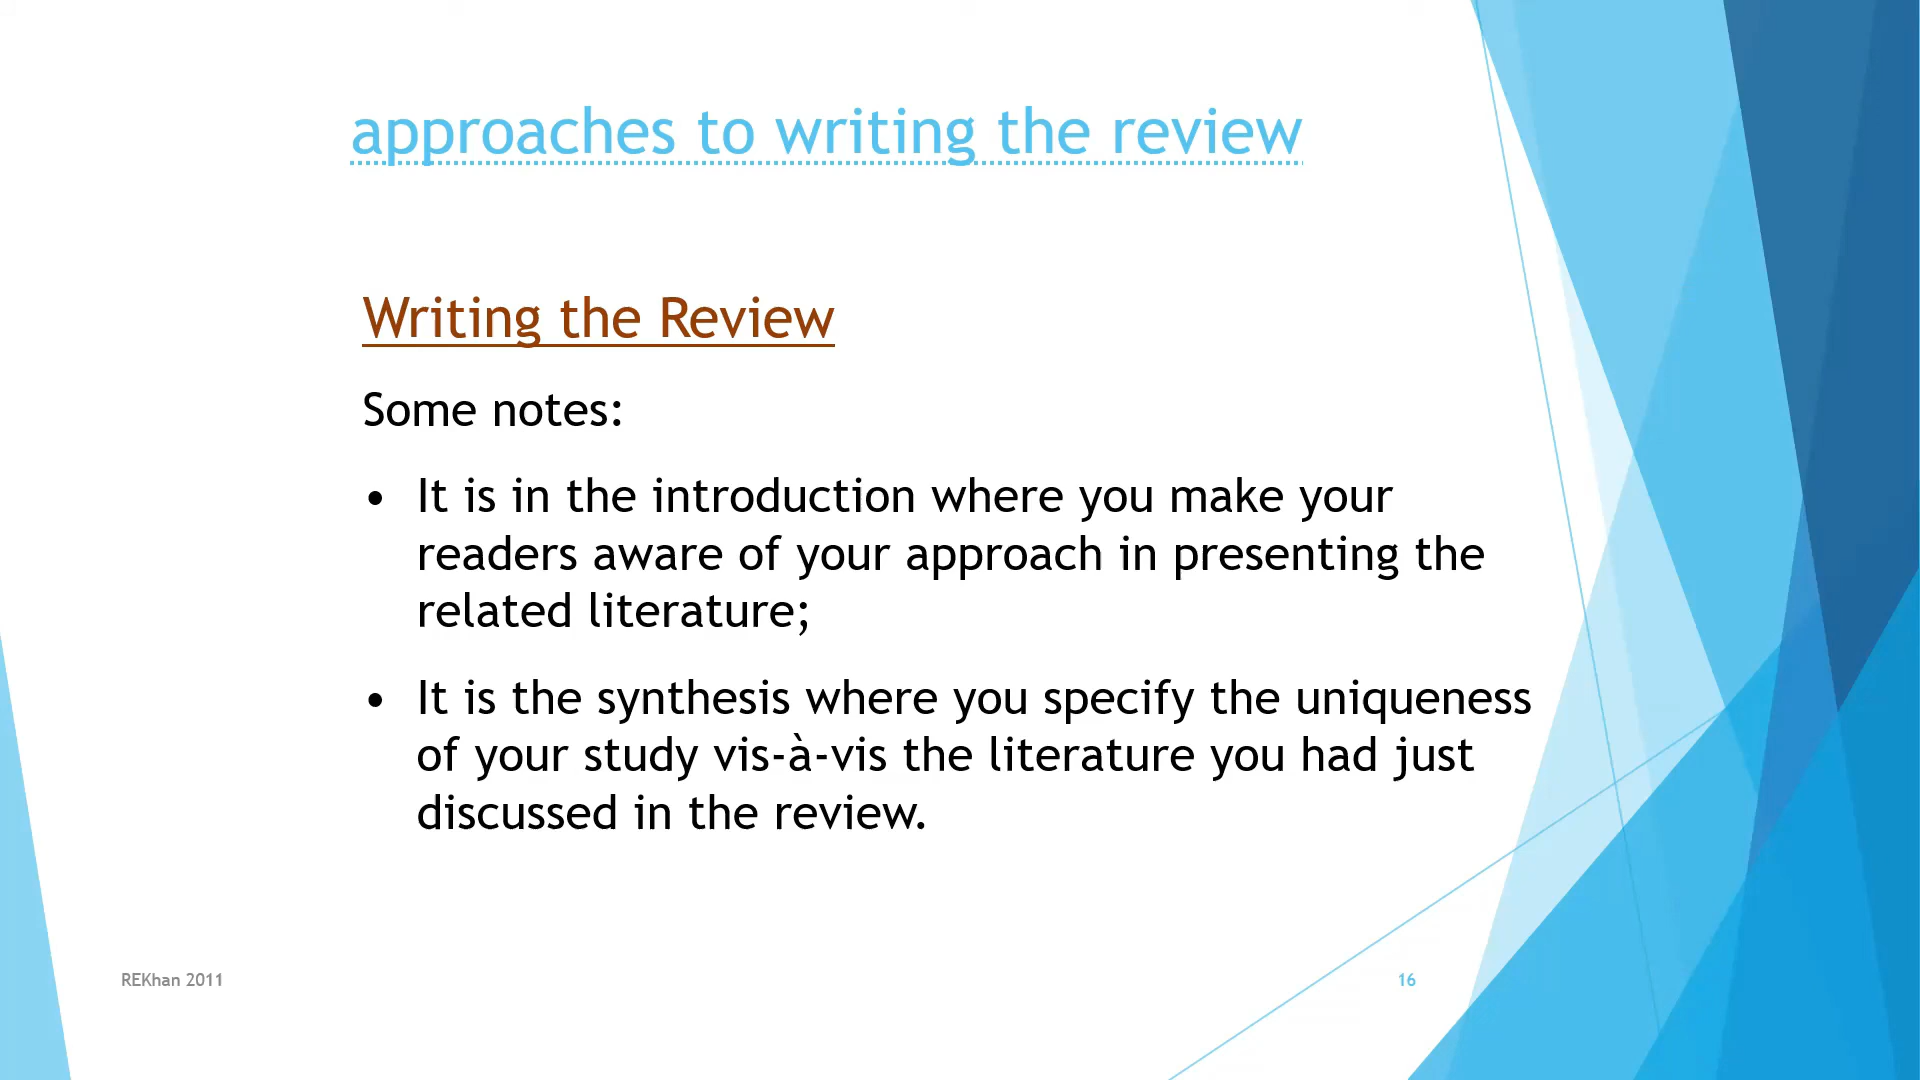 approaches to writing the review
Writing the Review
Some notes:
• It is in the introduction where you make your
readers aware of your approach in presenting the
related literature;
• It is the synthesis where you specify the uniqueness
of your study vis-à-vis the literature you had just
discussed in the review.
REKhan 2011
16